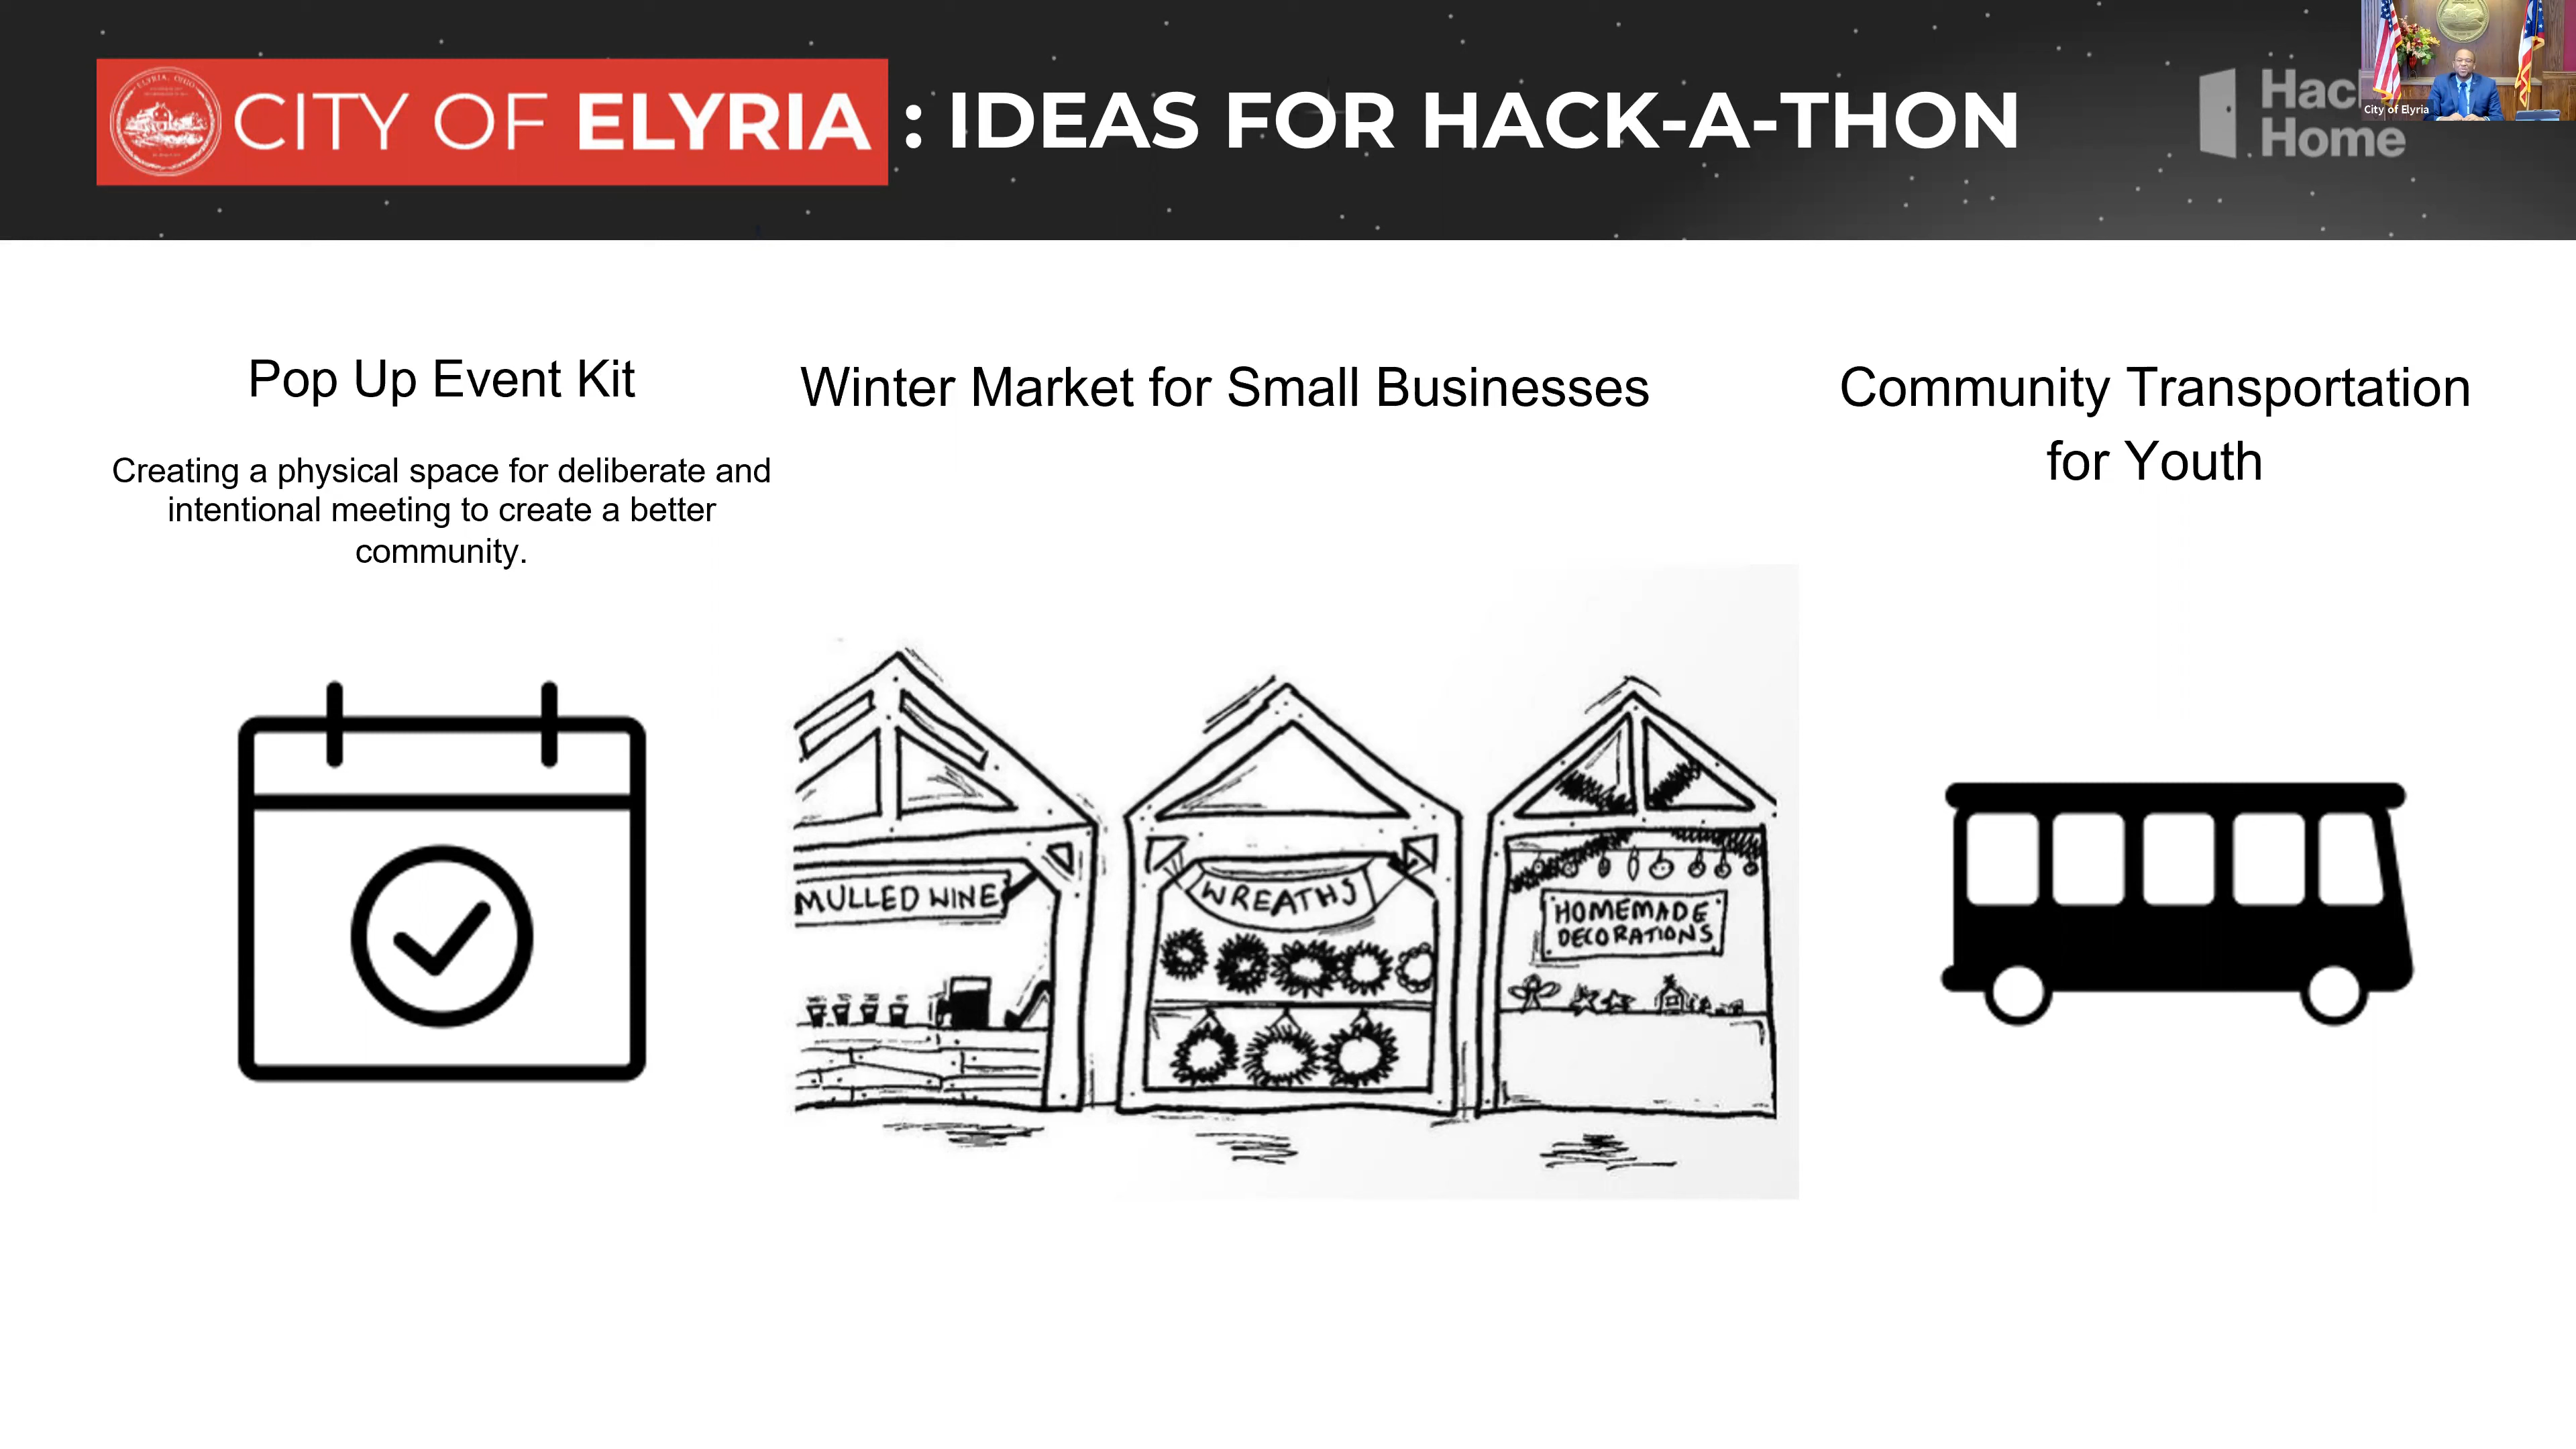 CITY OF ELYRIA : IDEAS FOR HACK-A-THON
Hac
Home
City of Elyria
Pop Up Event Kit
Creating a physical space for deliberate and
intentional meeting to create a better
community.
Winter Market for Small Businesses
Community Transportation
for Youth
MULLED WINE
WREATHS
HOMEMADE
DECORATIONS